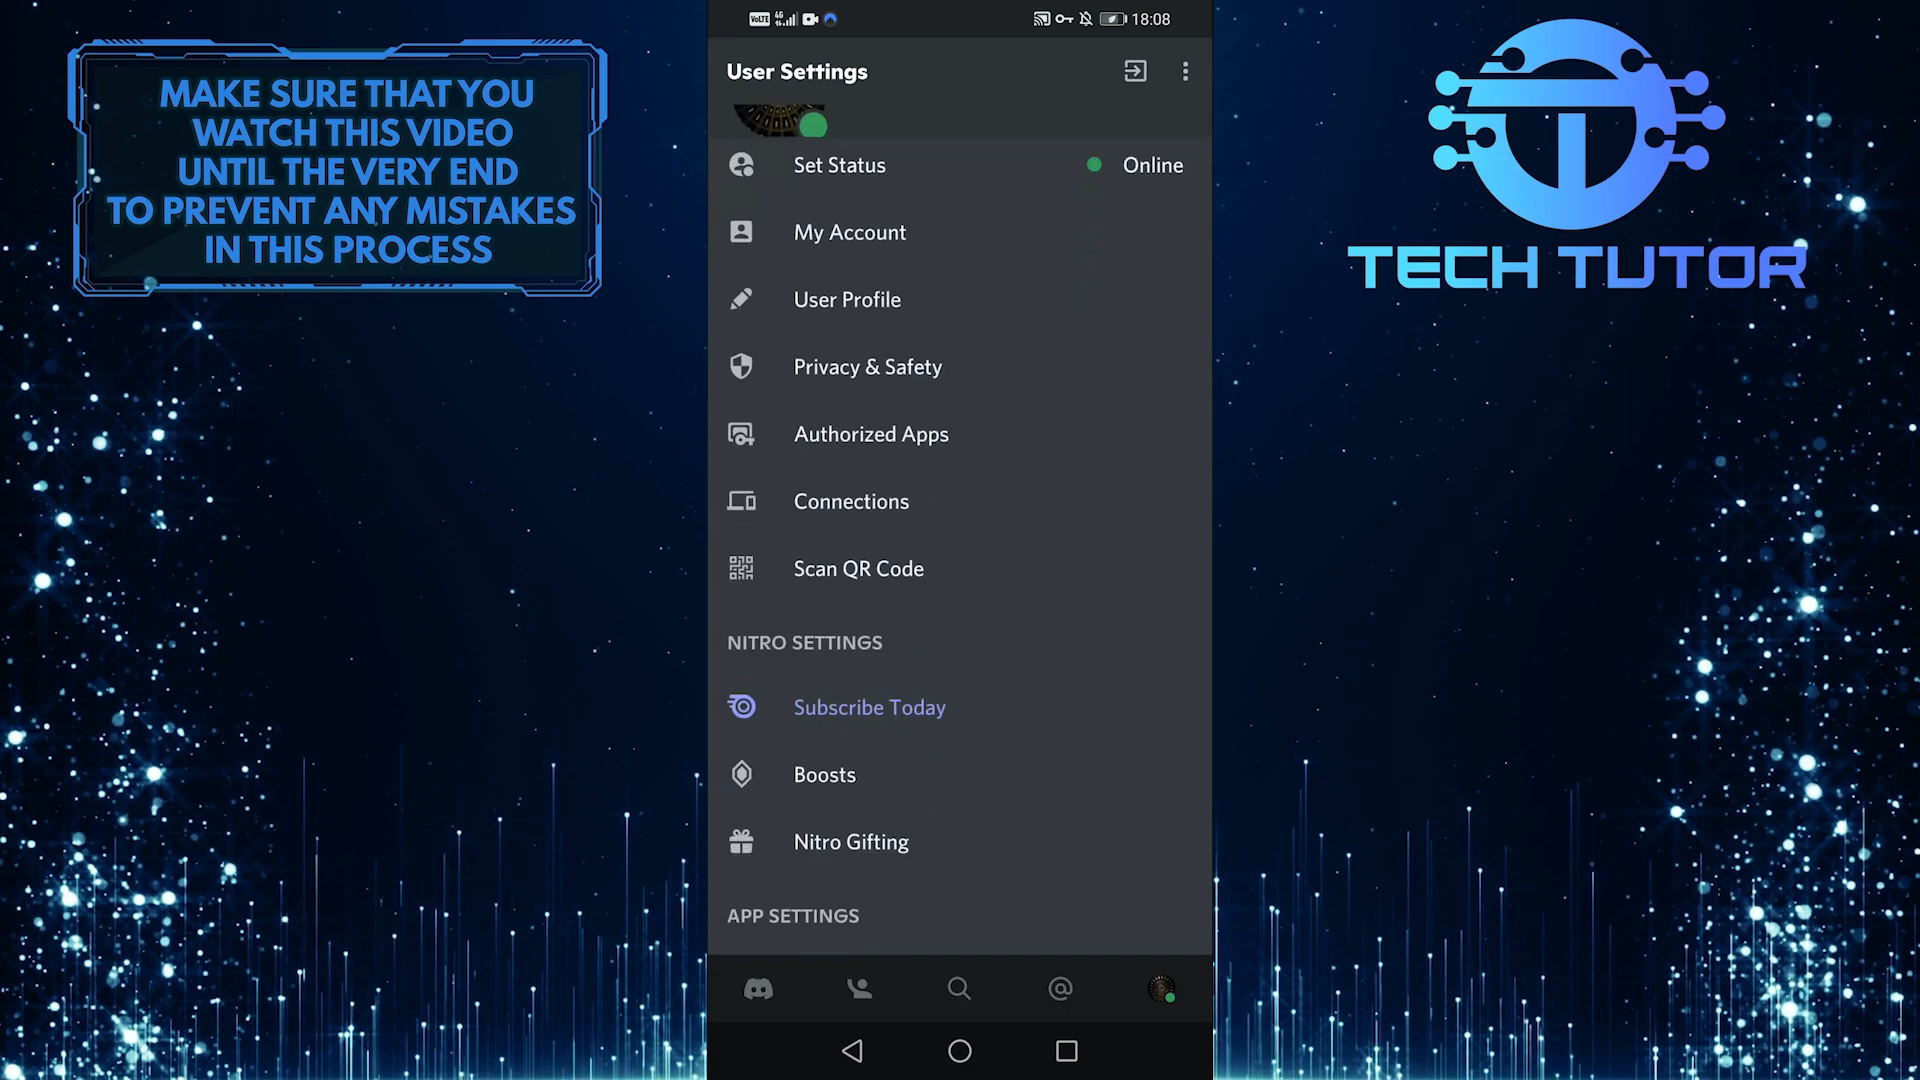 MAKE SURE THAT YOU
WATCH THIS VIDEO
UNTIL THE VERY END
TO PREVENT ANY MISTAKES
IN THIS PROCESS
VoLTE 4G 18:08
User Settings
Set Status Online
My Account
User Profile
Privacy & Safety
Authorized Apps
Connections
Scan QR Code
NITRO SETTINGS
Subscribe Today
Boosts
Nitro Gifting
APP SETTINGS
TECH TUTOR